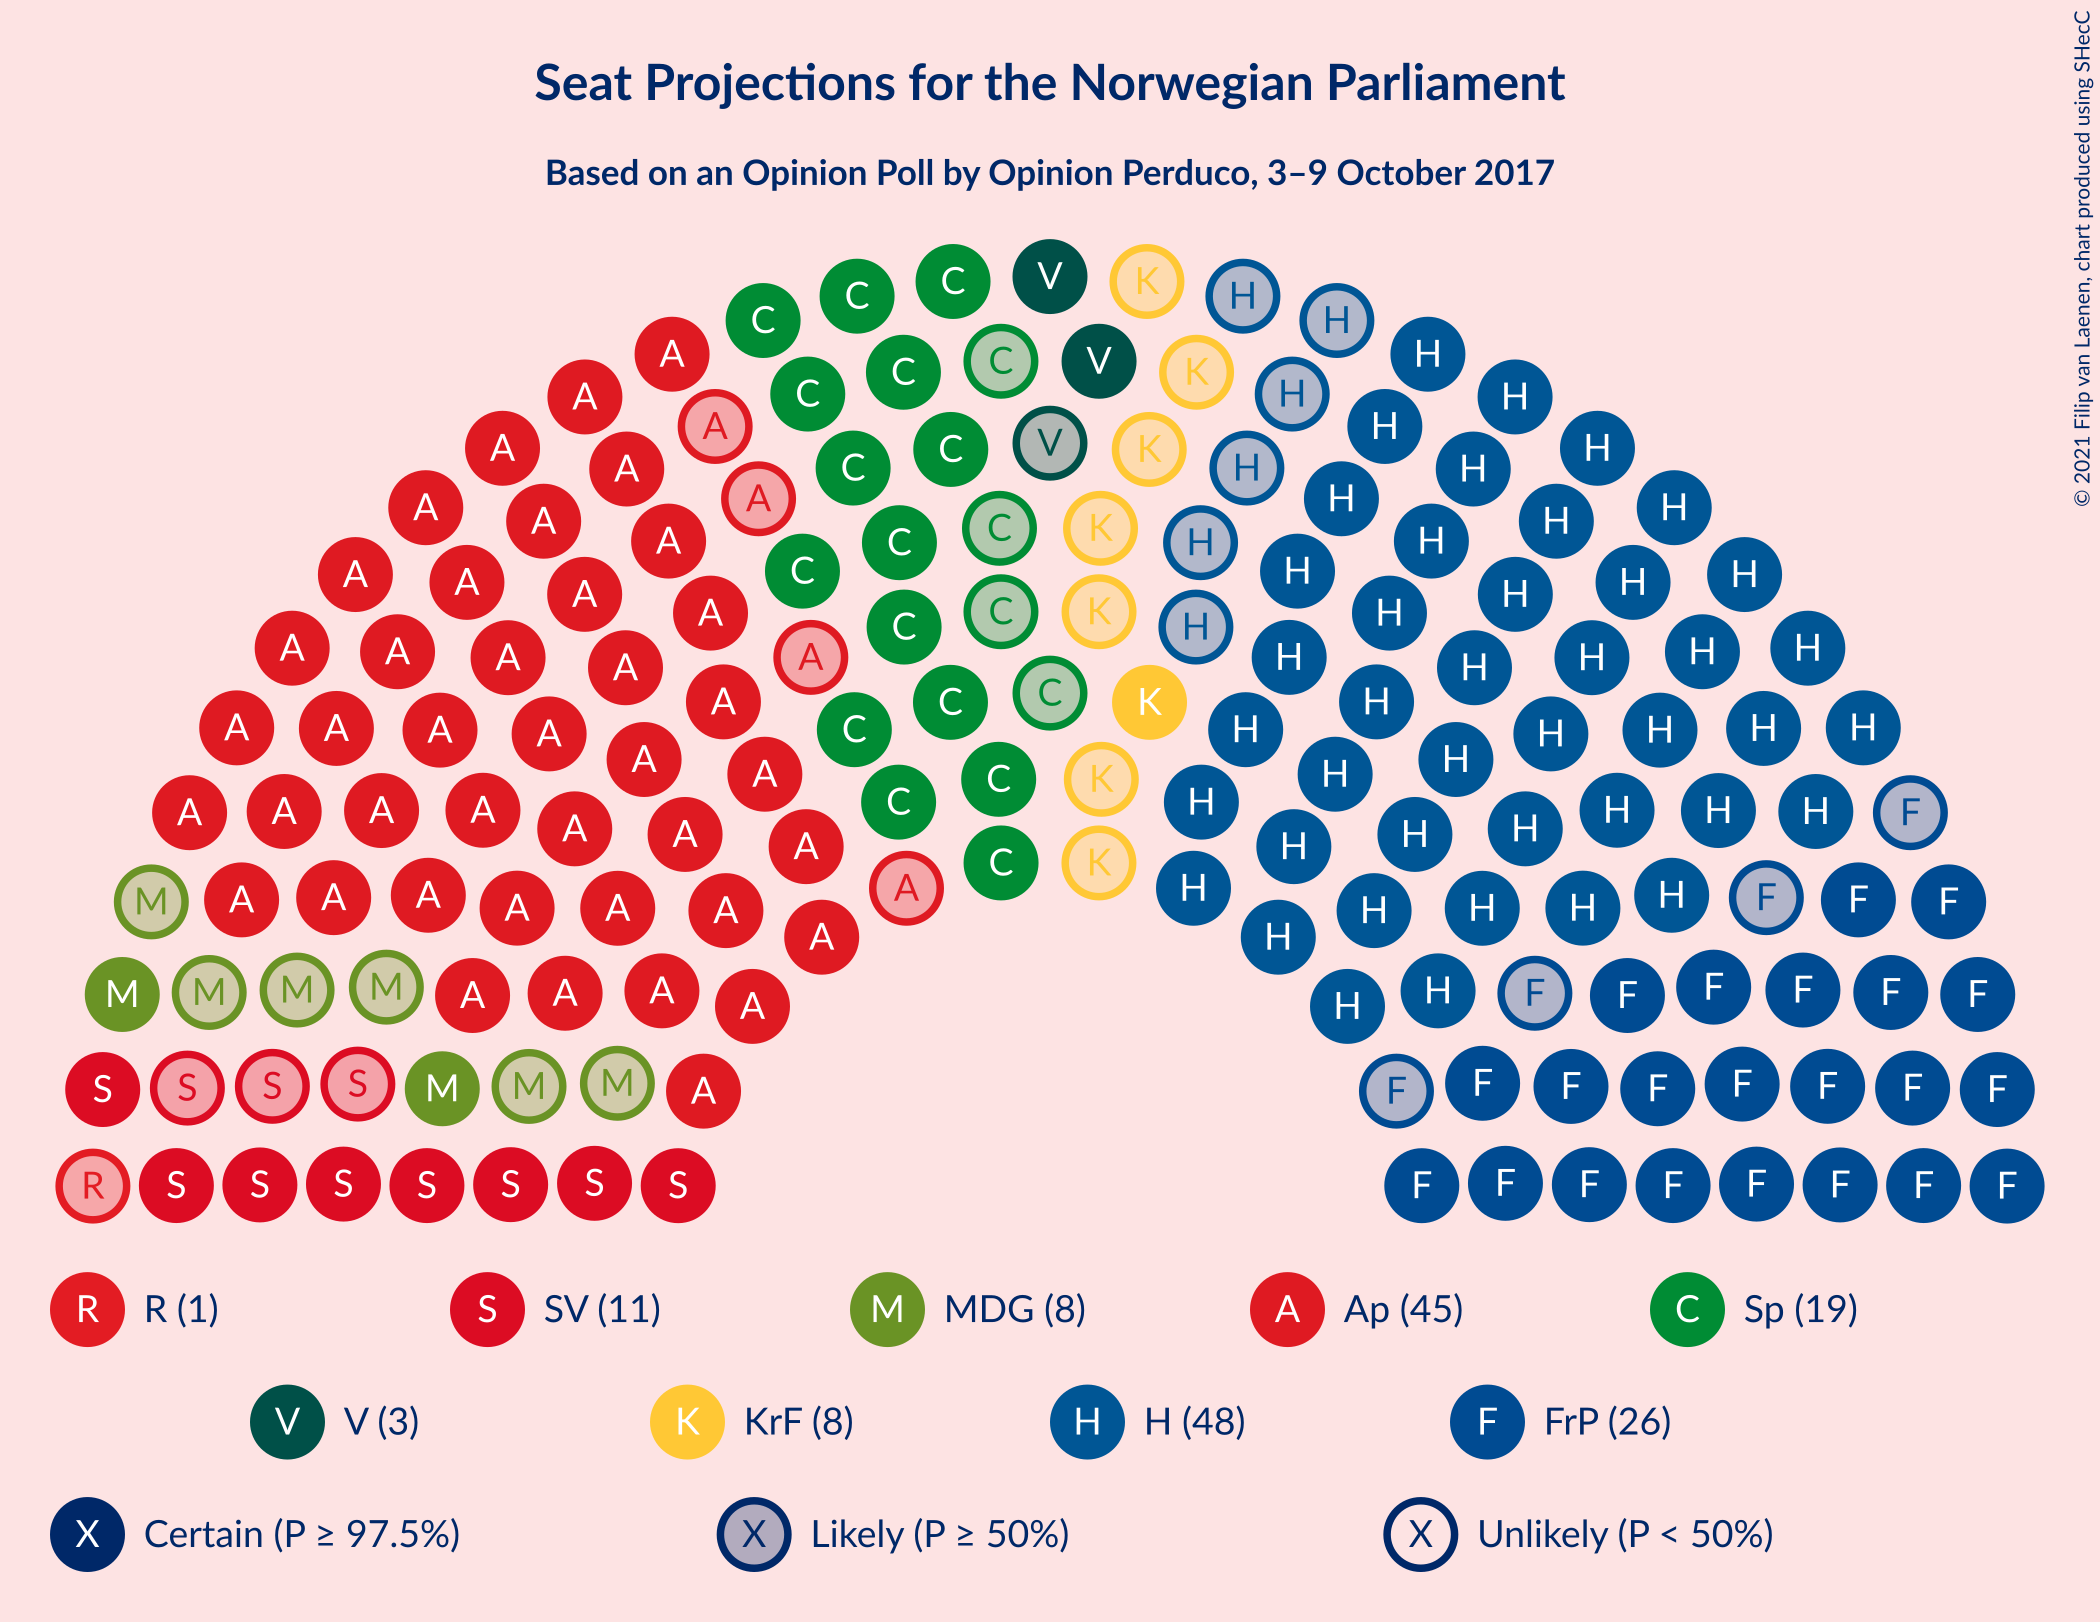 Seat Projections for the Norwegian Parliament
Based on an Opinion Poll by Opinion Perduco, 3–9 October 2017
© 2021 Filip van Laenen, chart produced using SHecC
C C C V K H H
A C C C V K H H H
A A C C V K H H H
A A A C C K H H H
A A A C C K H H H
A A A C C C K H H H
A A A C C K H H H
A A A C K H H H
R S S S S S S S F F F F F F F F
R R (1) S SV (11) M MDG (8) A Ap (45) C Sp (19)
V V (3) K KrF (8) H H (48) F FrP (26)
X Certain (P ≥ 97.5%) X Likely (P ≥ 50%) X Unlikely (P < 50%)